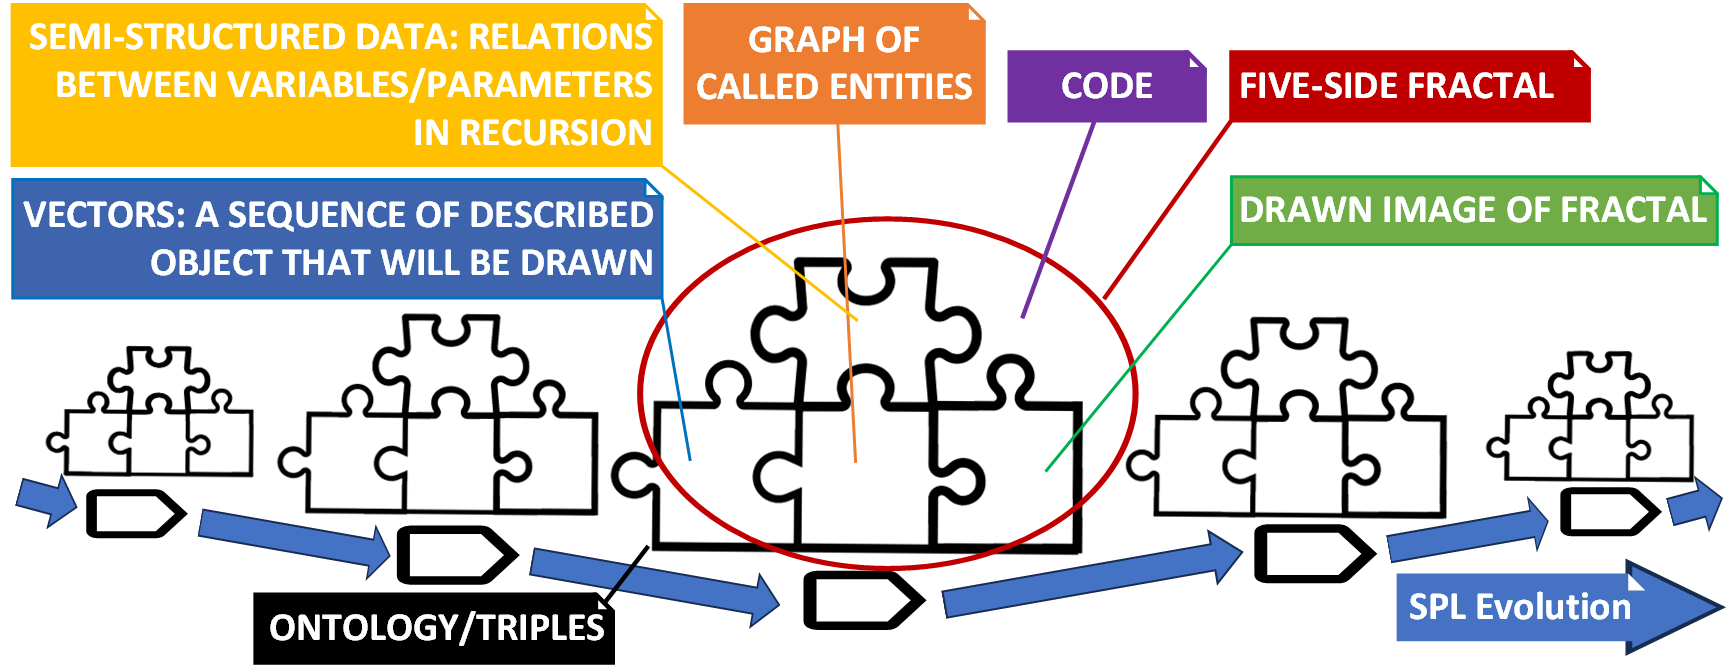 SEMI-STRUCTURED DATA: RELATIONS
BETWEEN VARIABLES/PARAMETERS
IN RECURSION
GRAPH OF
CALLED ENTITIES
CODE
FIVE-SIDE FRACTAL
VECTORS: A SEQUENCE OF DESCRIBED
OBJECT THAT WILL BE DRAWN
DRAWN IMAGE OF FRACTAL
ONTOLOGY/TRIPLES
SPL Evolution